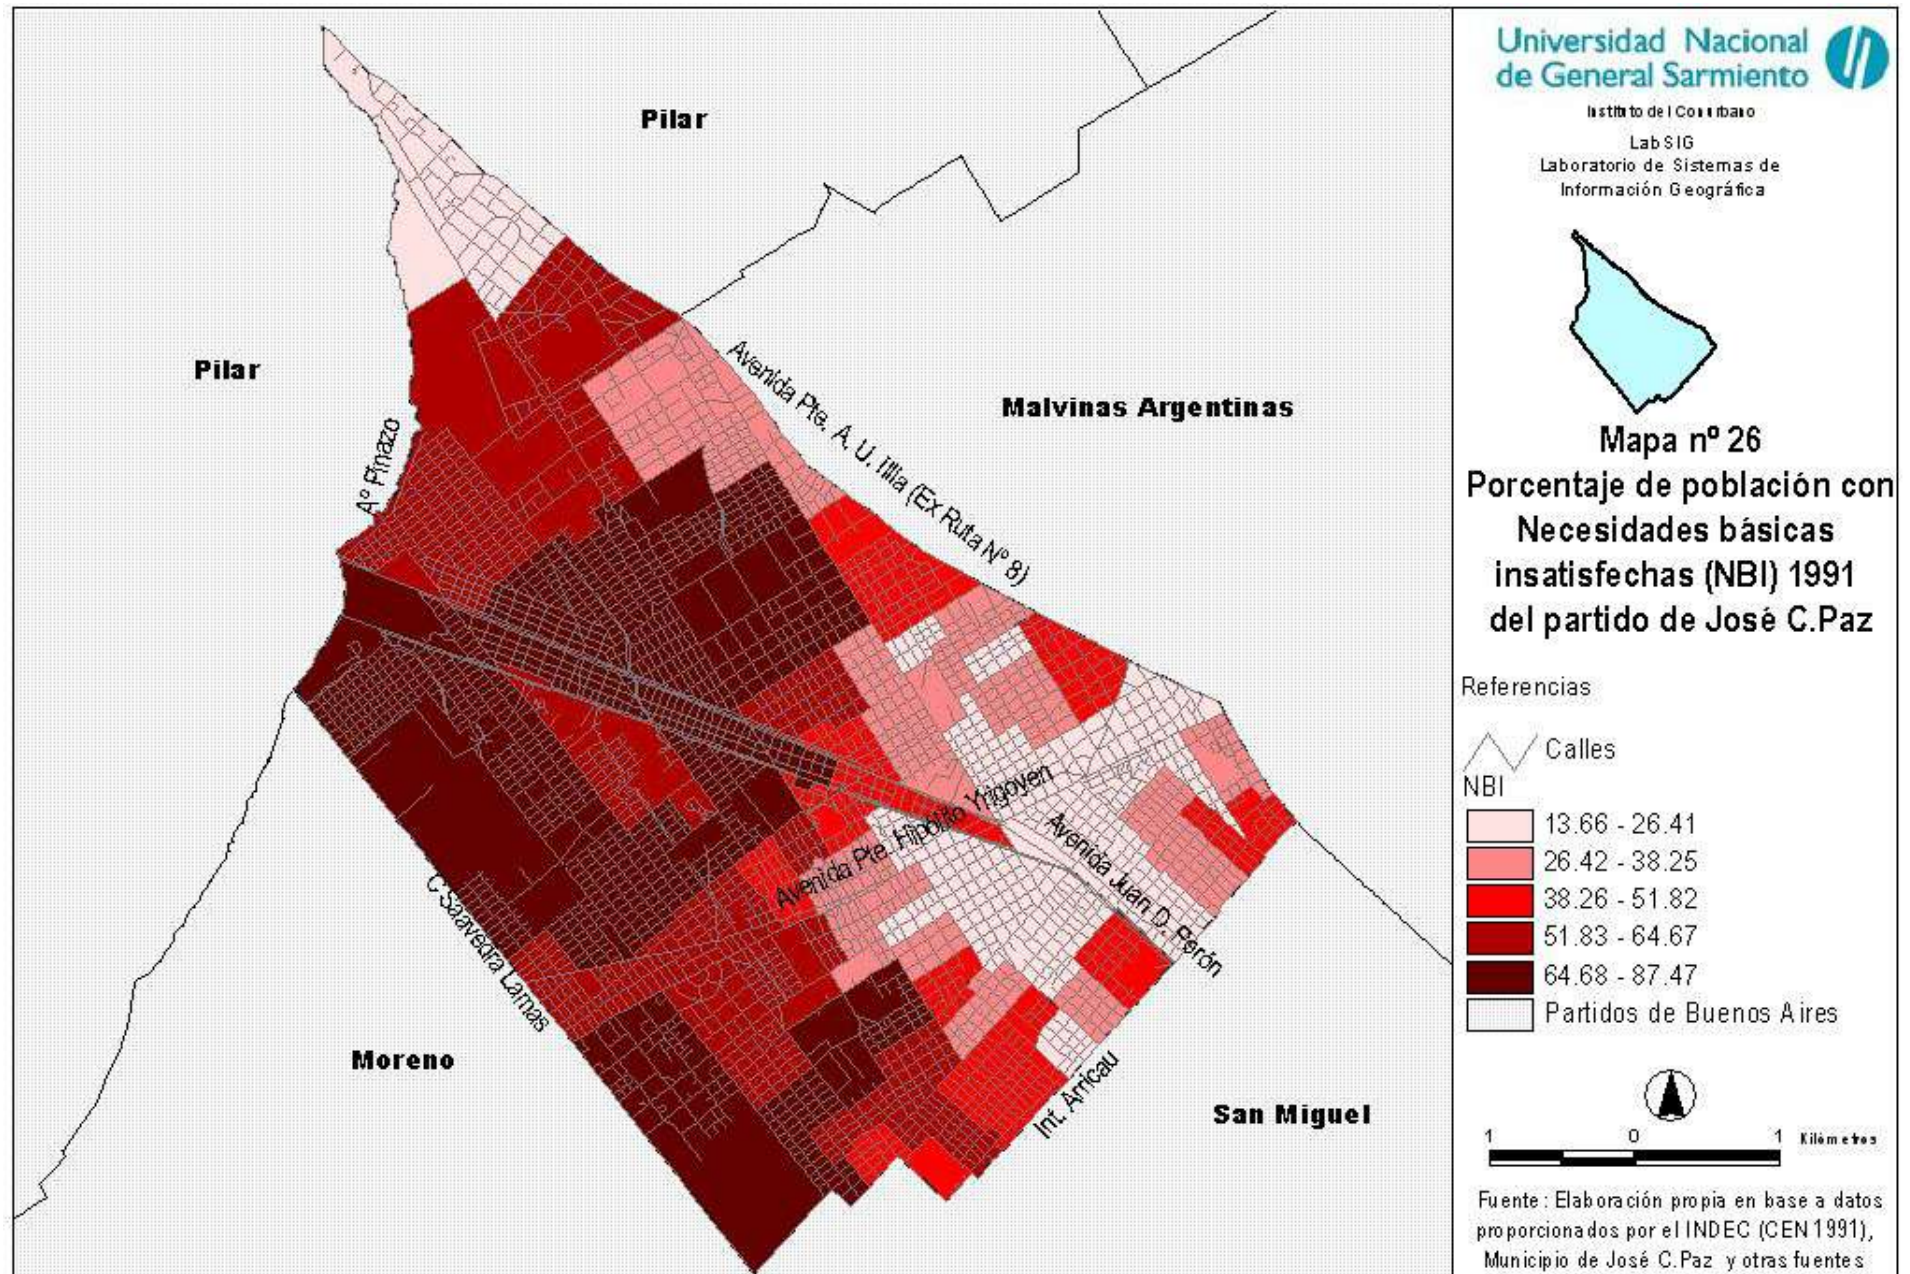 Pilar
Pilar
Malvinas Argentinas
Moreno
San Miguel
Aº Pinazo
Avenida Pte. A. U. Illia (Ex Ruta Nº 8)
Avenida Pte. Hipólito Yrigoyen
Avenida Juan D. Perón
C Saavedra Lamas
Int. Arricau
Universidad Nacional
de General Sarmiento
Instituto del Conurbano
LabSIG
Laboratorio de Sistemas de
Información Geográfica
Mapa nº 26
Porcentaje de población con
Necesidades básicas
insatisfechas (NBI) 1991
del partido de José C.Paz
Referencias
Calles
NBI
13.66 - 26.41
26.42 - 38.25
38.26 - 51.82
51.83 - 64.67
64.68 - 87.47
Partidos de Buenos Aires
1 0 1 Kilómetros
Fuente: Elaboración propia en base a datos
proporcionados por el INDEC (CEN 1991),
Municipio de José C.Paz y otras fuentes